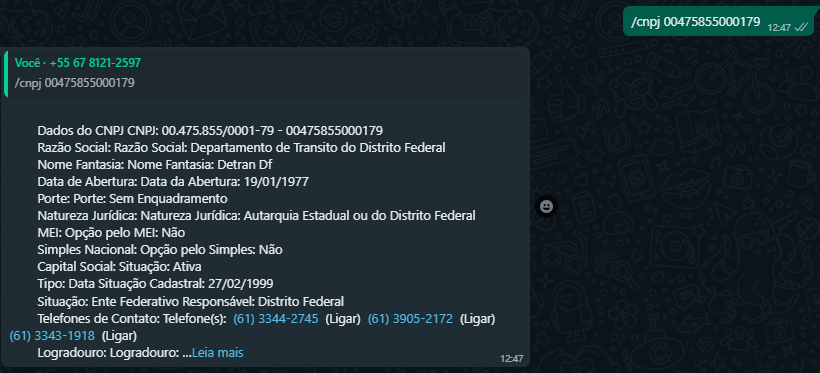 /cnpj 00475855000179
12:47
Você · +55 67 8121-2597
/cnpj 00475855000179
Dados do CNPJ CNPJ: 00.475.855/0001-79 - 00475855000179
Razão Social: Razão Social: Departamento de Transito do Distrito Federal
Nome Fantasia: Nome Fantasia: Detran Df
Data de Abertura: Data da Abertura: 19/01/1977
Porte: Porte: Sem Enquadramento
Natureza Jurídica: Natureza Jurídica: Autarquia Estadual ou do Distrito Federal
MEI: Opção pelo MEI: Não
Simples Nacional: Opção pelo Simples: Não
Capital Social: Situação: Ativa
Tipo: Data Situação Cadastral: 27/02/1999
Situação: Ente Federativo Responsável: Distrito Federal
Telefones de Contato: Telefone(s): (61) 3344-2745 (Ligar) (61) 3905-2172 (Ligar)
(61) 3343-1918 (Ligar)
Logradouro: Logradouro: ...Leia mais
12:47